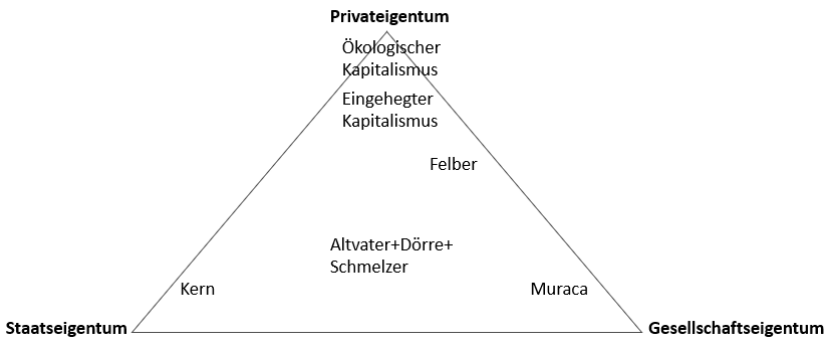 Privateigentum
Ökologischer
Kapitalismus
Eingehegter
Kapitalismus
Felber
Altvater+Dörre+
Schmelzer
Kern
Muraca
Staatseigentum
Gesellschaftseigentum